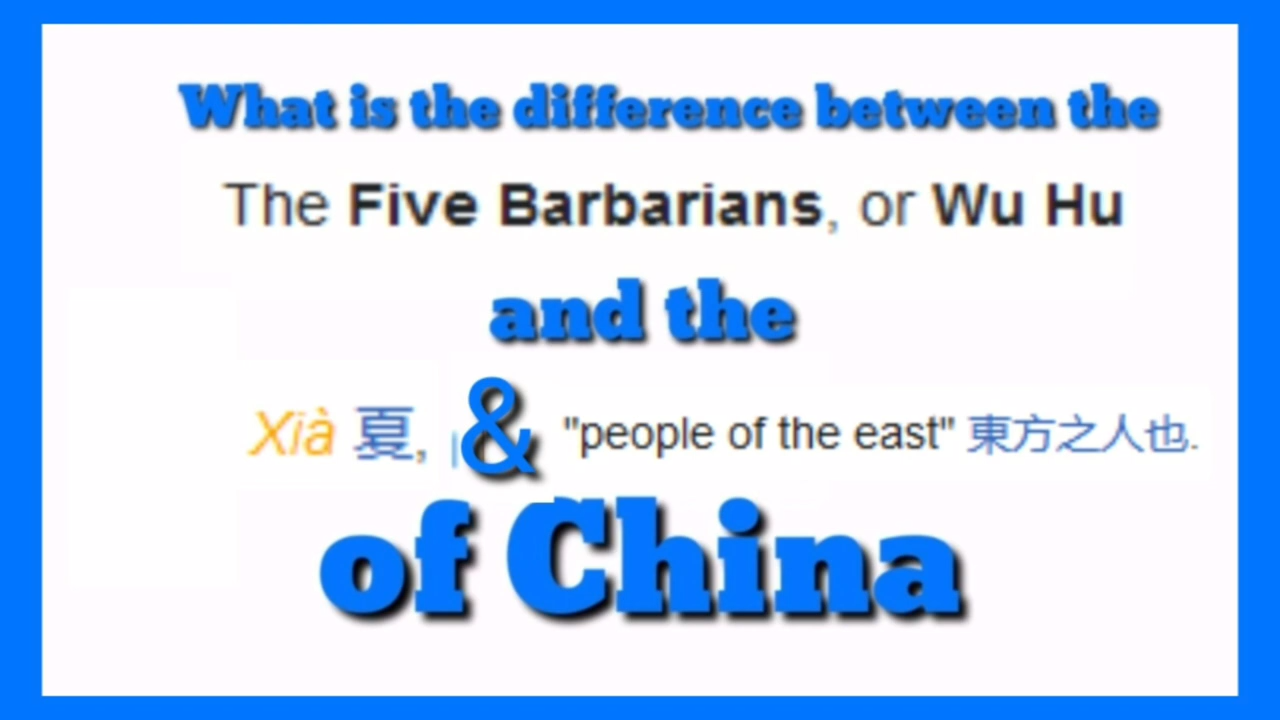 What is the difference between the
The Five Barbarians, or Wu Hu
and the
Xià 夏, & "people of the east" 東方之人也.
of China